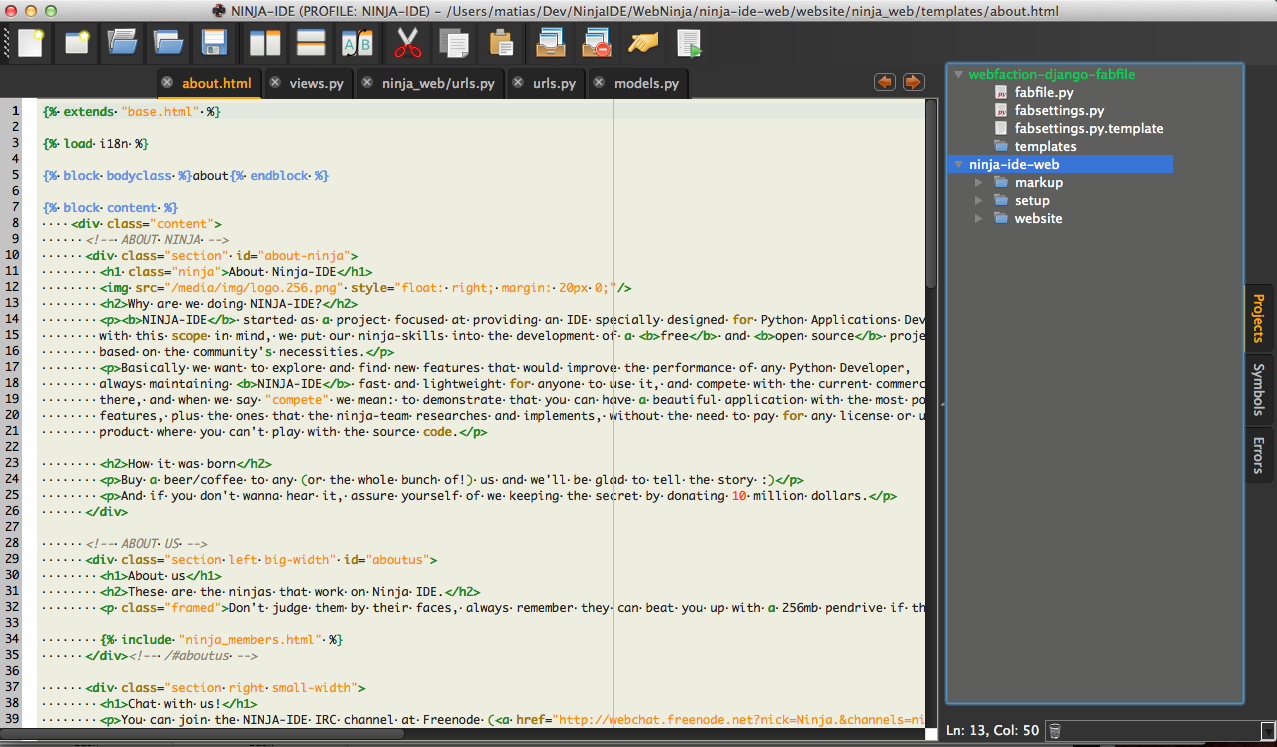 NINJA-IDE (PROFILE: NINJA-IDE) – /Users/matias/Dev/NinjaIDE/WebNinja/ninja-ide-web/website/ninja_web/templates/about.html
A B
about.html views.py ninja_web/urls.py urls.py models.py
1 {% extends "base.html" %}
2
3 {% load i18n %}
4
5 {% block bodyclass %}about{% endblock %}
6
7 {% block content %}
8 <div class="content">
9 <!-- ABOUT NINJA -->
10 <div class="section" id="about-ninja">
11 <h1 class="ninja">About Ninja-IDE</h1>
12 <img src="/media/img/logo.256.png" style="float: right; margin: 20px 0;"/>
13 <h2>Why are we doing NINJA-IDE?</h2>
14 <p><b>NINJA-IDE</b> started as a project focused at providing an IDE specially designed for Python Applications Dev
15 with this scope in mind, we put our ninja-skills into the development of a <b>free</b> and <b>open source</b> proje
16 based on the community's necessities.</p>
17 <p>Basically we want to explore and find new features that would improve the performance of any Python Developer,
18 always maintaining <b>NINJA-IDE</b> fast and lightweight for anyone to use it, and compete with the current commerc
19 there, and when we say "compete" we mean: to demonstrate that you can have a beautiful application with the most po
20 features, plus the ones that the ninja-team researches and implements, without the need to pay for any license or u
21 product where you can't play with the source code.</p>
22
23 <h2>How it was born</h2>
24 <p>Buy a beer/coffee to any (or the whole bunch of!) us and we'll be glad to tell the story :)</p>
25 <p>And if you don't wanna hear it, assure yourself of we keeping the secret by donating 10 million dollars.</p>
26 </div>
27
28 <!-- ABOUT US -->
29 <div class="section left big-width" id="aboutus">
30 <h1>About us</h1>
31 <h2>These are the ninjas that work on Ninja IDE.</h2>
32 <p class="framed">Don't judge them by their faces, always remember they can beat you up with a 256mb pendrive if th
33
34 {% include "ninja_members.html" %}
35 </div><!-- /#aboutus -->
36
37 <div class="section right small-width">
38 <h1>Chat with us!</h1>
39 <p>You can join the NINJA-IDE IRC channel at Freenode (<a href="http://webchat.freenode.net?nick=Ninja.&channels=ni
webfaction-django-fabfile
fabfile.py
fabsettings.py
fabsettings.py.template
templates
ninja-ide-web
markup
setup
website
Projects
Symbols
Errors
Ln: 13, Col: 50